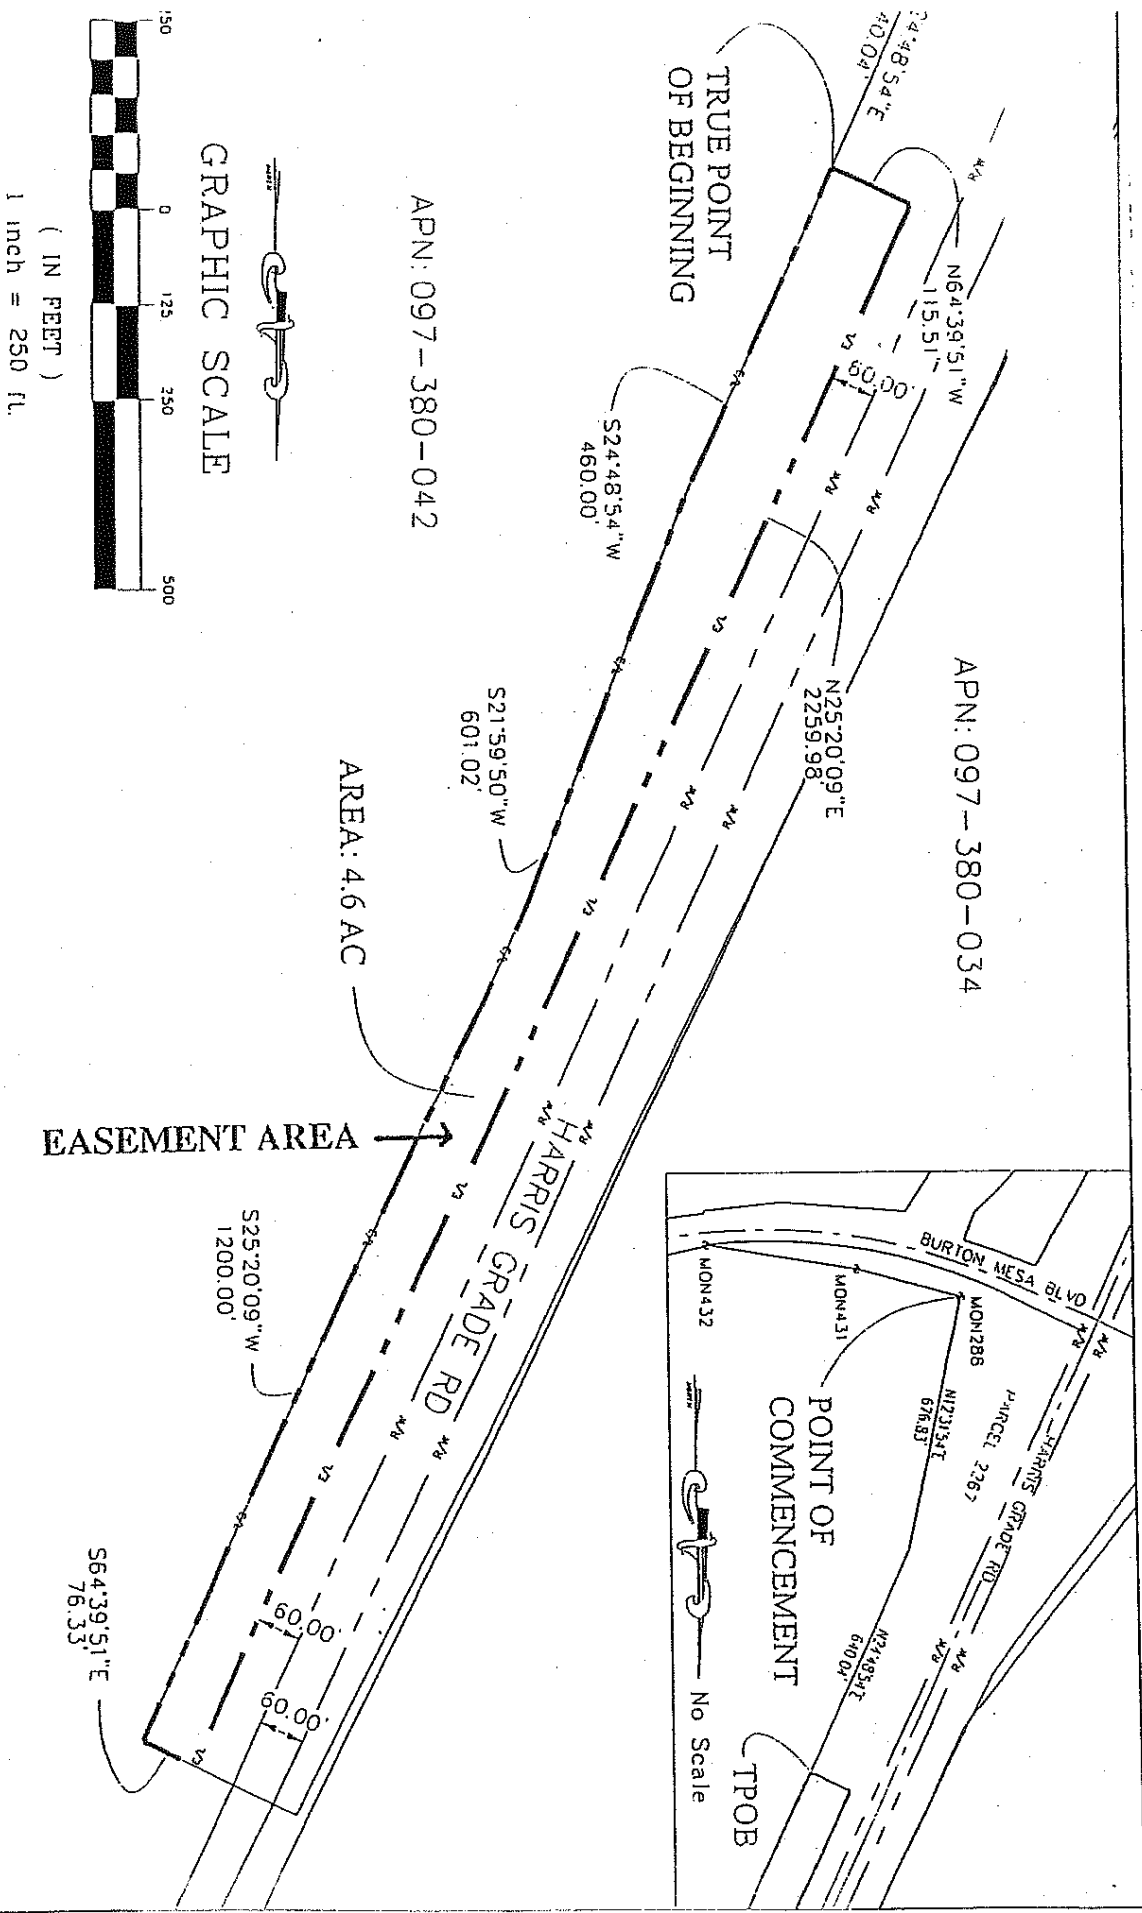 TRUE POINT
OF BEGINNING
40.04'
N64°39'51"W
115.51'
R/W
60.00'
R/W
R/W
S24°48'54"W
460.00'
N25°20'09"E
2259.98'
APN: 097-380-034
APN: 097-380-042
GRAPHIC SCALE
0
125
250
500
( IN FEET )
1 inch = 250 ft.
S21°59'50"W
601.02'
R/W
R/W
AREA: 4.6 AC
EASEMENT AREA
R/W
R/W
HARRIS GRADE RD
S25°20'09"W
1200.00'
R/W
R/W
60.00'
60.00'
S64°39'51"E
76.33'
BURTON MESA BLVD
MON432
MON431
MON286
R/W
R/W
POINT OF
COMMENCEMENT
N12°31'54"E
676.83'
PARCEL 2267
HARRIS GRADE RD
R/W
R/W
N24°48'54"E
640.04'
No Scale
TPOB